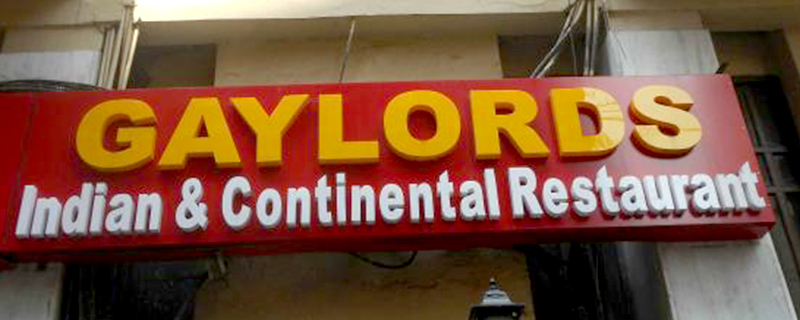 GAYLORDS
Indian & Continental Restaurant